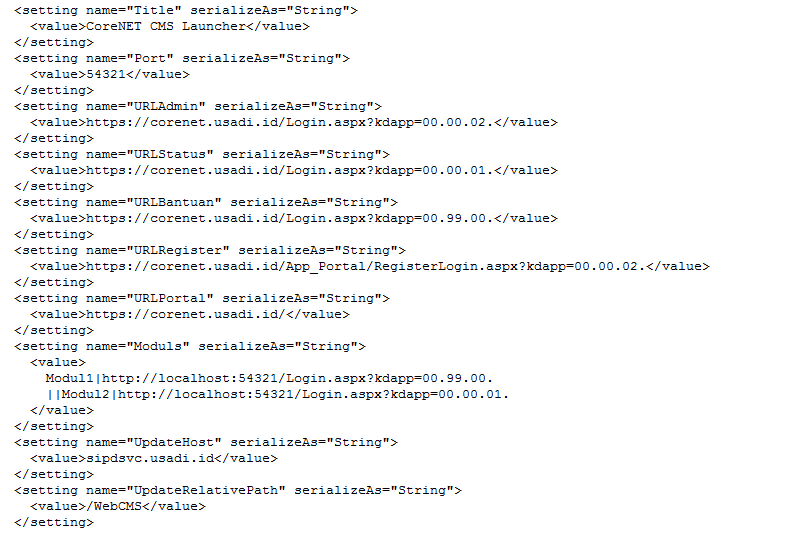 <setting name="Title" serializeAs="String">
  <value>CoreNET CMS Launcher</value>
</setting>
<setting name="Port" serializeAs="String">
  <value>54321</value>
</setting>
<setting name="URLAdmin" serializeAs="String">
  <value>https://corenet.usadi.id/Login.aspx?kdapp=00.00.02.</value>
</setting>
<setting name="URLStatus" serializeAs="String">
  <value>https://corenet.usadi.id/Login.aspx?kdapp=00.00.01.</value>
</setting>
<setting name="URLBantuan" serializeAs="String">
  <value>https://corenet.usadi.id/Login.aspx?kdapp=00.99.00.</value>
</setting>
<setting name="URLRegister" serializeAs="String">
  <value>https://corenet.usadi.id/App_Portal/RegisterLogin.aspx?kdapp=00.00.02.</value>
</setting>
<setting name="URLPortal" serializeAs="String">
  <value>https://corenet.usadi.id/</value>
</setting>
<setting name="Moduls" serializeAs="String">
  <value>
    Modul1|http://localhost:54321/Login.aspx?kdapp=00.99.00.
    ||Modul2|http://localhost:54321/Login.aspx?kdapp=00.00.01.
  </value>
</setting>
<setting name="UpdateHost" serializeAs="String">
  <value>sipdsvc.usadi.id</value>
</setting>
<setting name="UpdateRelativePath" serializeAs="String">
  <value>/WebCMS</value>
</setting>